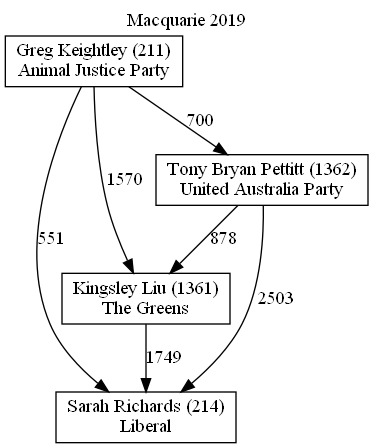 Macquarie 2019
Greg Keightley (211)
Animal Justice Party
700
Tony Bryan Pettitt (1362)
United Australia Party
1570
551
878
Kingsley Liu (1361)
The Greens
2503
1749
Sarah Richards (214)
Liberal